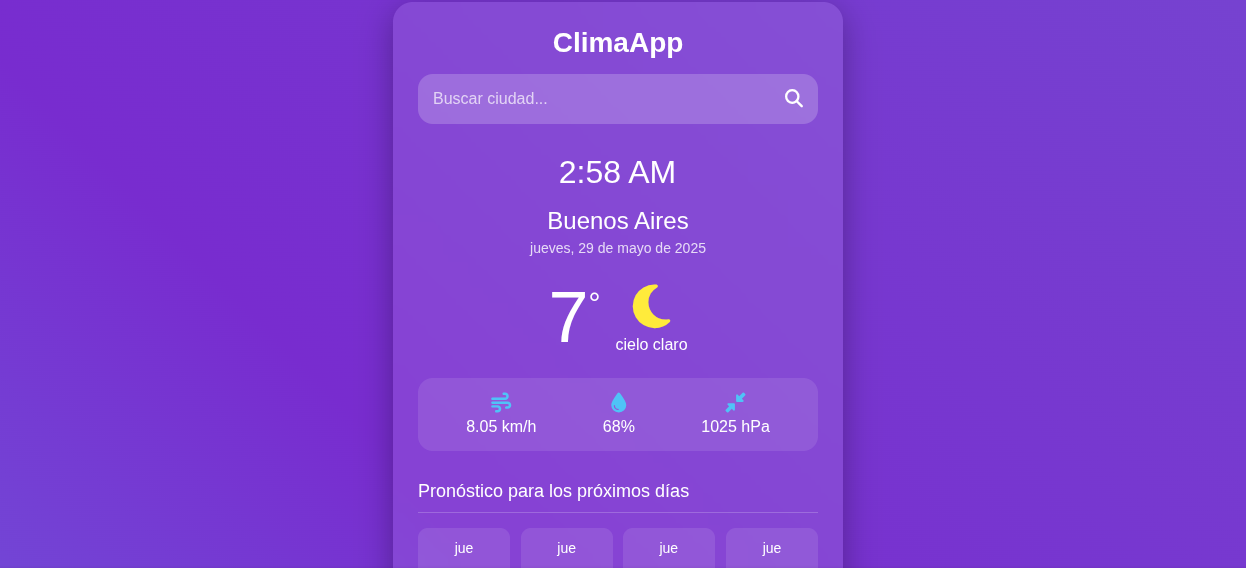 ClimaApp
Buscar ciudad...
2:58 AM
Buenos Aires
jueves, 29 de mayo de 2025
7°
cielo claro
8.05 km/h 68% 1025 hPa
Pronóstico para los próximos días
jue jue jue jue